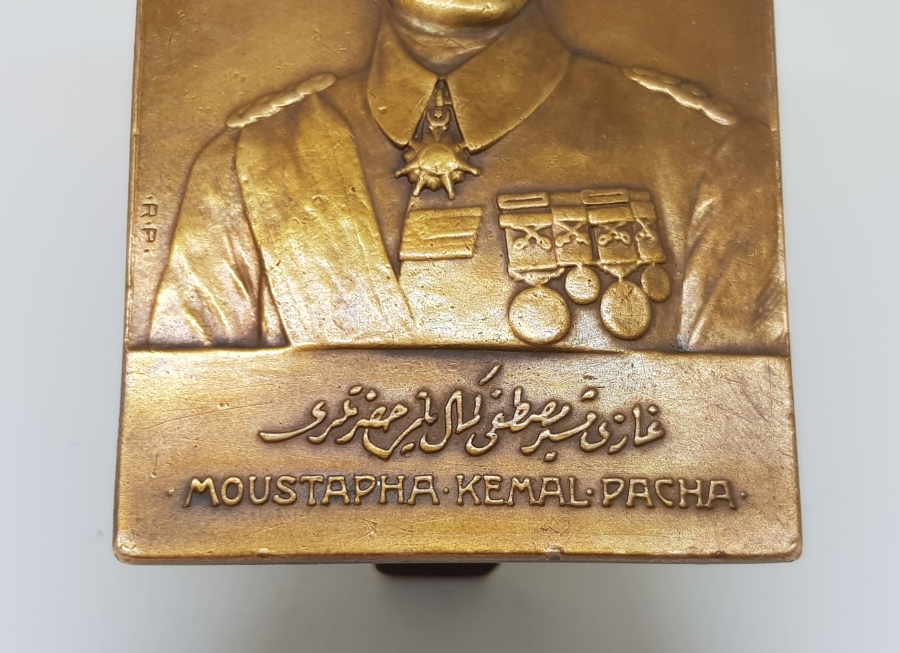 ·R·P·
غازی مشیر مصطفی کمال پاشا حضرتلری
·MOUSTAPHA·KEMAL·PACHA·